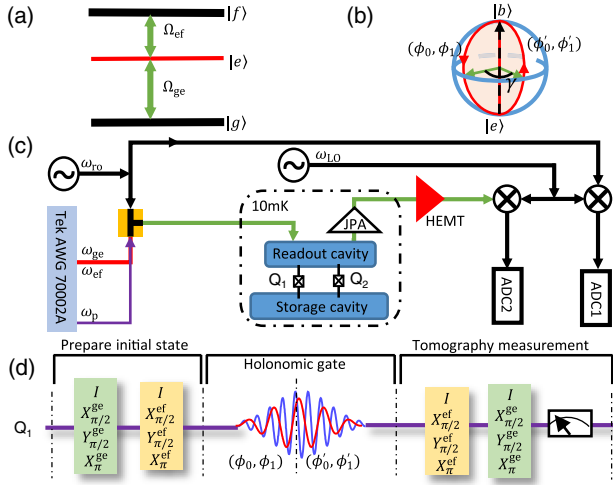 (a)
|f⟩
Ω_ef
|e⟩
Ω_ge
|g⟩
(b)
|b⟩
(ϕ_0, ϕ_1)
(ϕ'_0, ϕ'_1)
γ
|e⟩
(c)
ω_ro
ω_LO
Tek AWG 70002A
ω_ge
ω_ef
ω_p
10mK
JPA
HEMT
Readout cavity
Q_1
Q_2
Storage cavity
ADC2
ADC1
(d)
Prepare initial state
Holonomic gate
Tomography measurement
Q_1
I
X^ge_π/2
Y^ge_π/2
X^ge_π
I
X^ef_π/2
Y^ef_π/2
X^ef_π
(ϕ_0, ϕ_1)
(ϕ'_0, ϕ'_1)
I
X^ef_π/2
Y^ef_π/2
X^ef_π
I
X^ge_π/2
Y^ge_π/2
X^ge_π